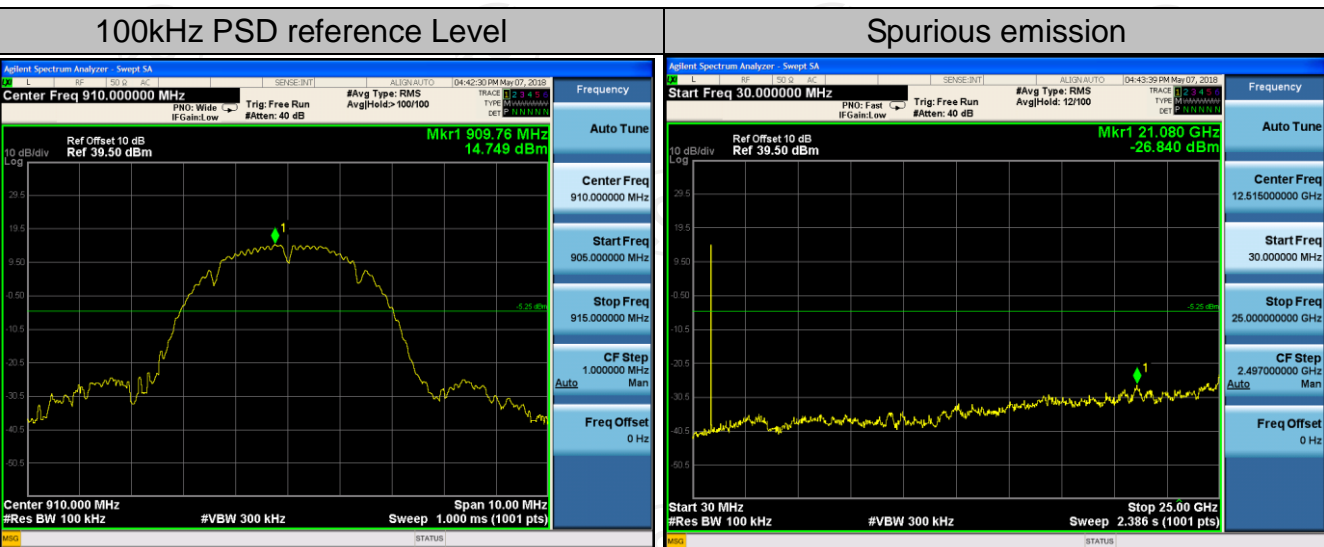 100kHz PSD reference Level
Spurious emission
Agilent Spectrum Analyzer - Swept SA
L RF 50 Ω AC SENSE:INT ALIGN AUTO 04:42:30 PM May 07, 2018
Center Freq 910.000000 MHz
PNO: Wide
IFGain:Low
Trig: Free Run
#Atten: 40 dB
#Avg Type: RMS
Avg|Hold:>100/100
TRACE 1 2 3 4 5 6
TYPE M
DET P N N N N N
Ref Offset 10 dB
Ref 39.50 dBm
10 dB/div
Log
Mkr1 909.76 MHz
14.749 dBm
29.5
19.5
9.50
-0.50
-10.5
-20.5
-30.5
-40.5
-50.5
1
-5.25 dBm
Center 910.000 MHz
Span 10.00 MHz
#Res BW 100 kHz
#VBW 300 kHz
Sweep 1.000 ms (1001 pts)
MSG
STATUS
Frequency
Auto Tune
Center Freq
910.000000 MHz
Start Freq
905.000000 MHz
Stop Freq
915.000000 MHz
CF Step
1.000000 MHz
Auto Man
Freq Offset
0 Hz
Agilent Spectrum Analyzer - Swept SA
L RF 50 Ω AC SENSE:INT ALIGN AUTO 04:43:39 PM May 07, 2018
Start Freq 30.000000 MHz
PNO: Fast
IFGain:Low
Trig: Free Run
#Atten: 40 dB
#Avg Type: RMS
Avg|Hold: 12/100
TRACE 1 2 3 4 5 6
TYPE M
DET P N N N N N
Ref Offset 10 dB
Ref 39.50 dBm
10 dB/div
Log
Mkr1 21.080 GHz
-26.840 dBm
29.5
19.5
9.50
-0.50
-10.5
-20.5
-30.5
-40.5
-50.5
1
-5.25 dBm
Start 30 MHz
Stop 25.00 GHz
#Res BW 100 kHz
#VBW 300 kHz
Sweep 2.386 s (1001 pts)
MSG
STATUS
Frequency
Auto Tune
Center Freq
12.515000000 GHz
Start Freq
30.000000 MHz
Stop Freq
25.000000000 GHz
CF Step
2.497000000 GHz
Auto Man
Freq Offset
0 Hz